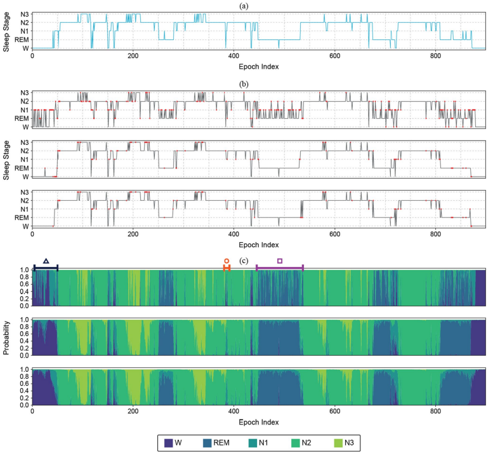 (a)
Sleep Stage
N3
N2
N1
REM
W
0 200 400 600 800
Epoch Index
(b)
Sleep Stage
N3
N2
N1
REM
W
N3
N2
N1
REM
W
N3
N2
N1
REM
W
0 200 400 600 800
Epoch Index
(c)
Probability
1.0
0.8
0.6
0.4
0.2
0.0
1.0
0.8
0.6
0.4
0.2
0.0
1.0
0.8
0.6
0.4
0.2
0.0
0 200 400 600 800
Epoch Index
W REM N1 N2 N3